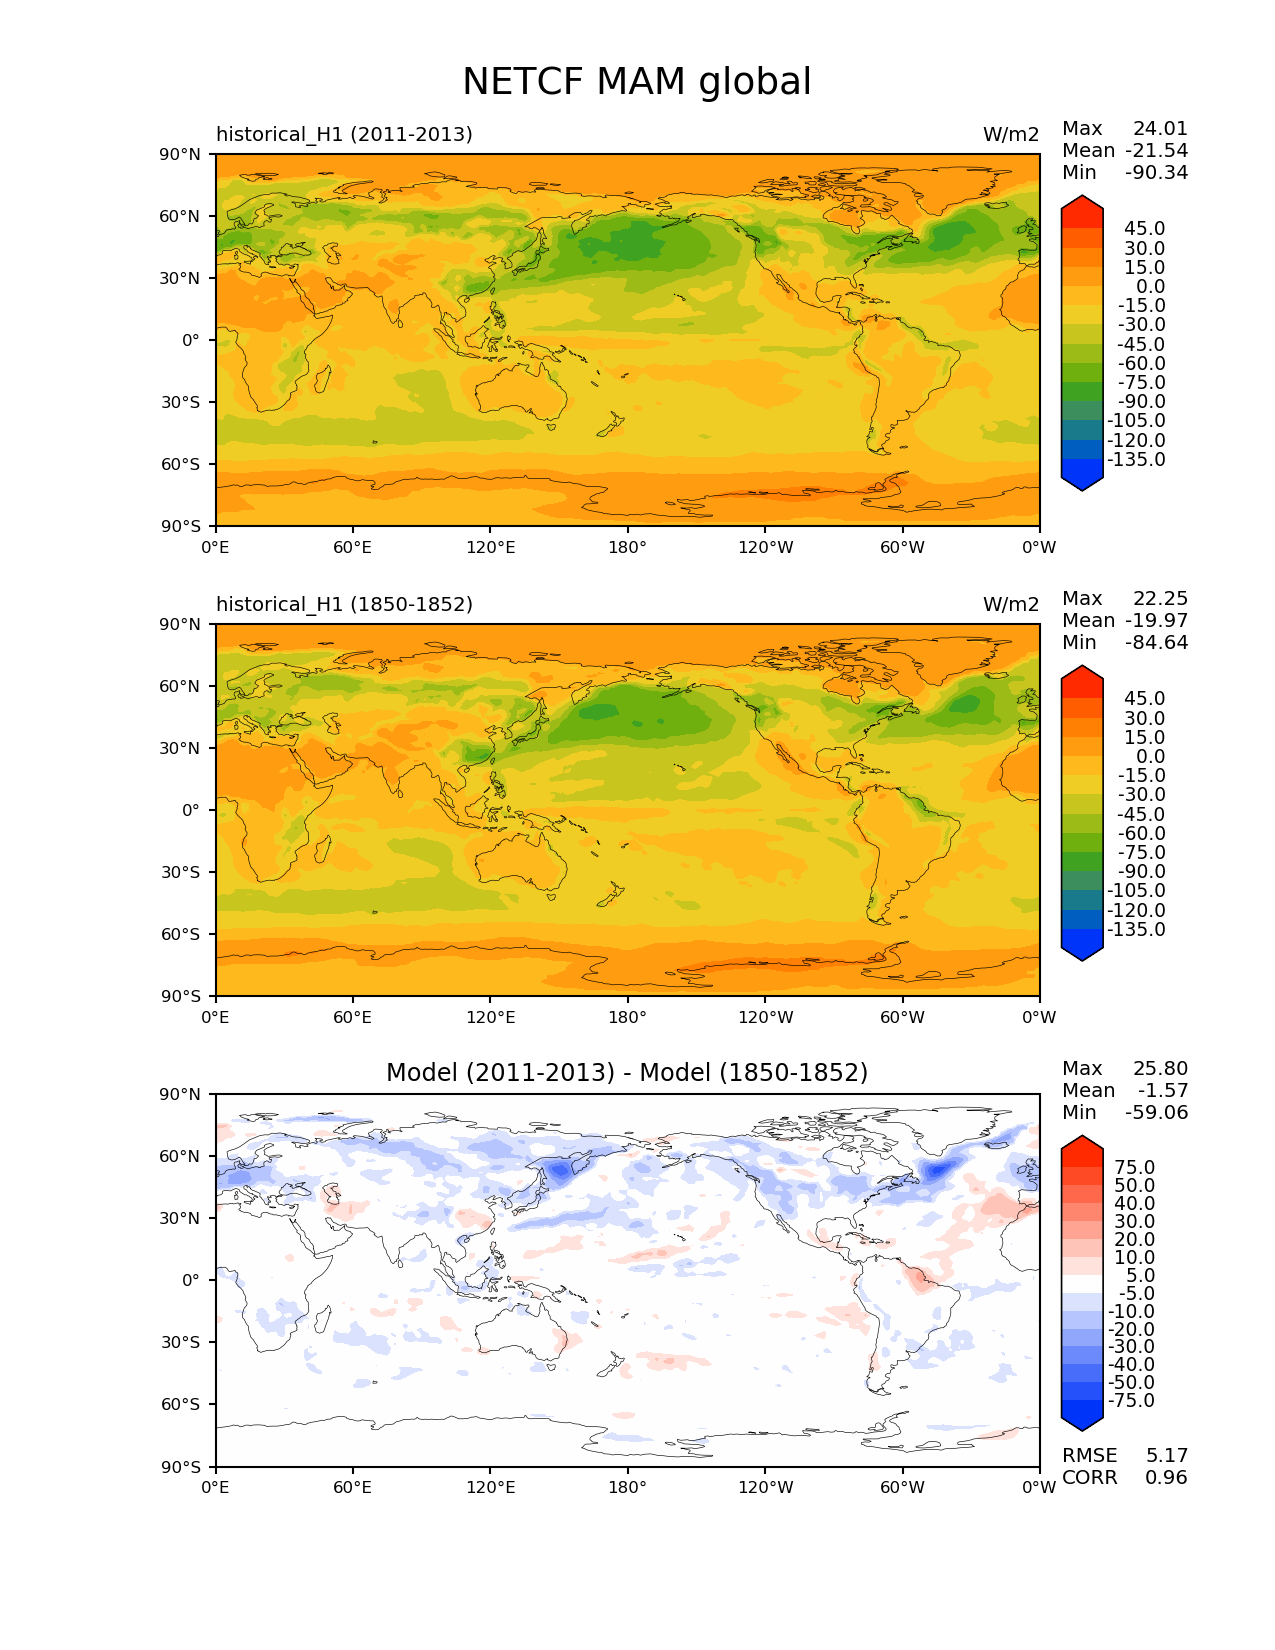 NETCF MAM global
historical_H1 (2011-2013)
W/m2
Max 24.01
Mean -21.54
Min -90.34
90°N
60°N
30°N
0°
30°S
60°S
90°S
0°E 60°E 120°E 180° 120°W 60°W 0°W
45.0
30.0
15.0
0.0
-15.0
-30.0
-45.0
-60.0
-75.0
-90.0
-105.0
-120.0
-135.0
historical_H1 (1850-1852)
W/m2
Max 22.25
Mean -19.97
Min -84.64
90°N
60°N
30°N
0°
30°S
60°S
90°S
0°E 60°E 120°E 180° 120°W 60°W 0°W
45.0
30.0
15.0
0.0
-15.0
-30.0
-45.0
-60.0
-75.0
-90.0
-105.0
-120.0
-135.0
Model (2011-2013) - Model (1850-1852)
Max 25.80
Mean -1.57
Min -59.06
90°N
60°N
30°N
0°
30°S
60°S
90°S
0°E 60°E 120°E 180° 120°W 60°W 0°W
75.0
50.0
40.0
30.0
20.0
10.0
5.0
-5.0
-10.0
-20.0
-30.0
-40.0
-50.0
-75.0
RMSE 5.17
CORR 0.96